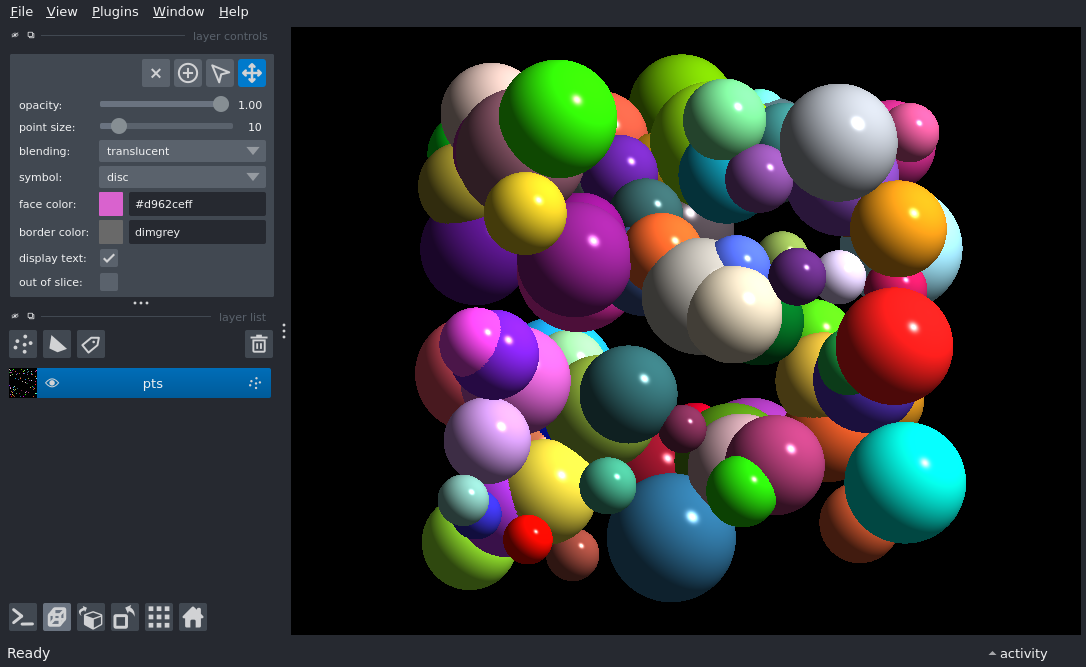 File View Plugins Window Help
layer controls
opacity: 1.00
point size: 10
blending: translucent
symbol: disc
face color: #d962ceff
border color: dimgrey
display text:
out of slice:
layer list
pts
Ready activity